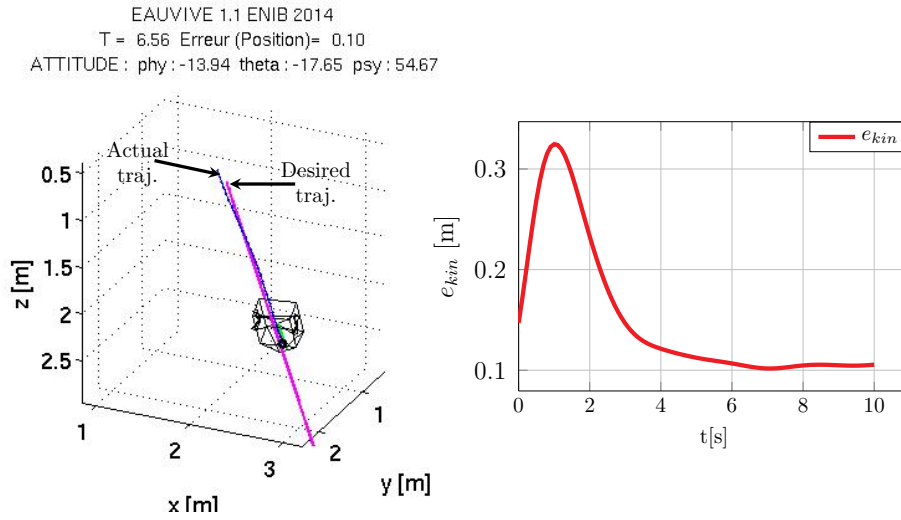 EAUVIVE 1.1 ENIB 2014
T = 6.56 Erreur (Position)= 0.10
ATTITUDE : phy : -13.94 theta : -17.65 psy : 54.67
Actual
traj.
Desired
traj.
0.5
1
1.5
2
2.5
z [m]
1
2
3
x [m]
2
1
y [m]
e_kin
0.3
0.2
0.1
e_kin [m]
0 2 4 6 8 10
t[s]